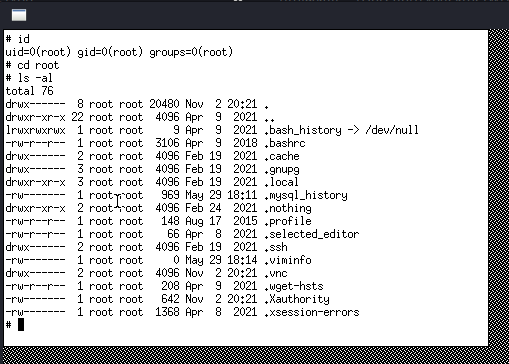 # id
uid=0(root) gid=0(root) groups=0(root)
# cd root
# ls -al
total 76
drwx------  8 root root 20480 Nov  2 20:21 .
drwxr-xr-x 22 root root  4096 Apr  9  2021 ..
lrwxrwxrwx  1 root root     9 Apr  9  2021 .bash_history -> /dev/null
-rw-r--r--  1 root root  3106 Apr  9  2018 .bashrc
drwx------  2 root root  4096 Feb 19  2021 .cache
drwx------  3 root root  4096 Feb 19  2021 .gnupg
drwxr-xr-x  3 root root  4096 Feb 19  2021 .local
-rw-------  1 root root   969 May 29 18:11 .mysql_history
drwxr-xr-x  2 root root  4096 Feb 24  2021 .nothing
-rw-r--r--  1 root root   148 Aug 17  2015 .profile
-rw-r--r--  1 root root    66 Apr  8  2021 .selected_editor
drwx------  2 root root  4096 Feb 19  2021 .ssh
-rw-------  1 root root     0 May 29 18:14 .viminfo
drwx------  2 root root  4096 Nov  2 20:21 .vnc
-rw-r--r--  1 root root   208 Apr  9  2021 .wget-hsts
-rw-------  1 root root   642 Nov  2 20:21 .Xauthority
-rw-------  1 root root  1368 Apr  8  2021 .xsession-errors
#